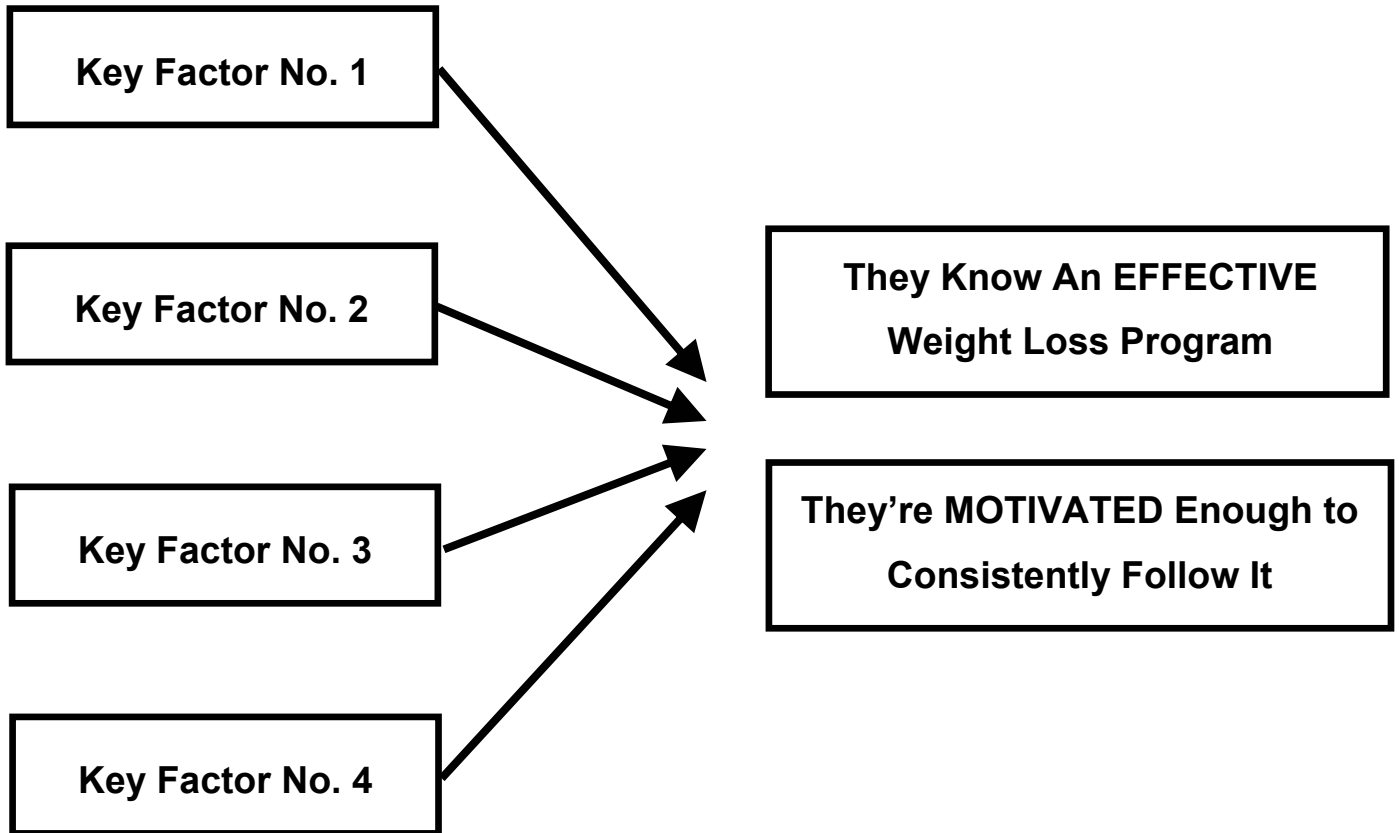 Key Factor No. 1
Key Factor No. 2
Key Factor No. 3
Key Factor No. 4
They Know An EFFECTIVE
Weight Loss Program
They’re MOTIVATED Enough to
Consistently Follow It